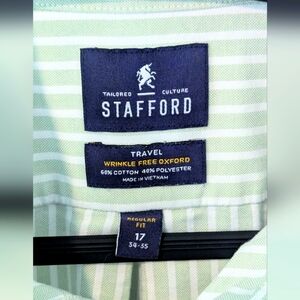 TAILORED CULTURE
STAFFORD
TRAVEL
WRINKLE FREE OXFORD
60% COTTON 40% POLYESTER
MADE IN VIETNAM
REGULAR
FIT
17
34-35